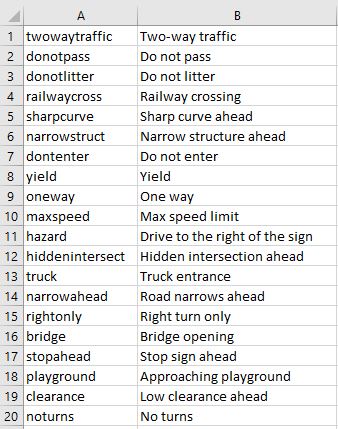 A B
1 twowaytraffic Two-way traffic
2 donotpass Do not pass
3 donotlitter Do not litter
4 railwaycross Railway crossing
5 sharpcurve Sharp curve ahead
6 narrowstruct Narrow structure ahead
7 dontenter Do not enter
8 yield Yield
9 oneway One way
10 maxspeed Max speed limit
11 hazard Drive to the right of the sign
12 hiddenintersect Hidden intersection ahead
13 truck Truck entrance
14 narrowahead Road narrows ahead
15 rightonly Right turn only
16 bridge Bridge opening
17 stopahead Stop sign ahead
18 playground Approaching playground
19 clearance Low clearance ahead
20 noturns No turns